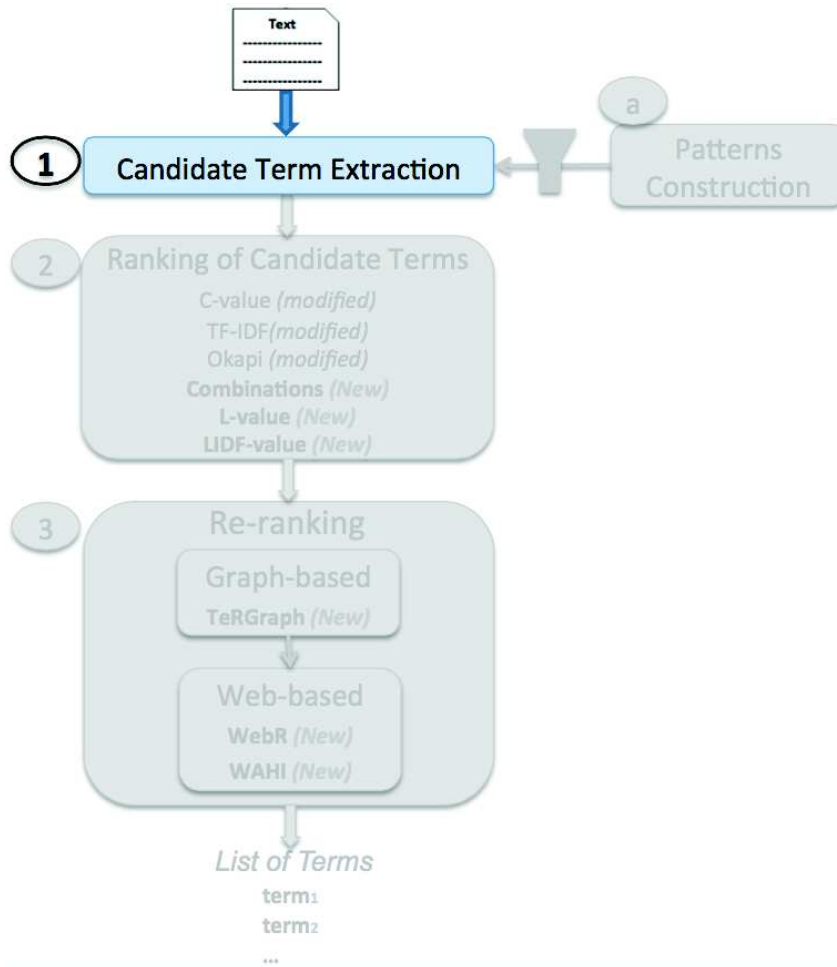 Text
1
Candidate Term Extraction
a
Patterns
Construction
2
Ranking of Candidate Terms
C-value (modified)
TF-IDF(modified)
Okapi (modified)
Combinations (New)
L-value (New)
LIDF-value (New)
3
Re-ranking
Graph-based
TeRGraph (New)
Web-based
WebR (New)
WAHI (New)
List of Terms
term₁
term₂
...